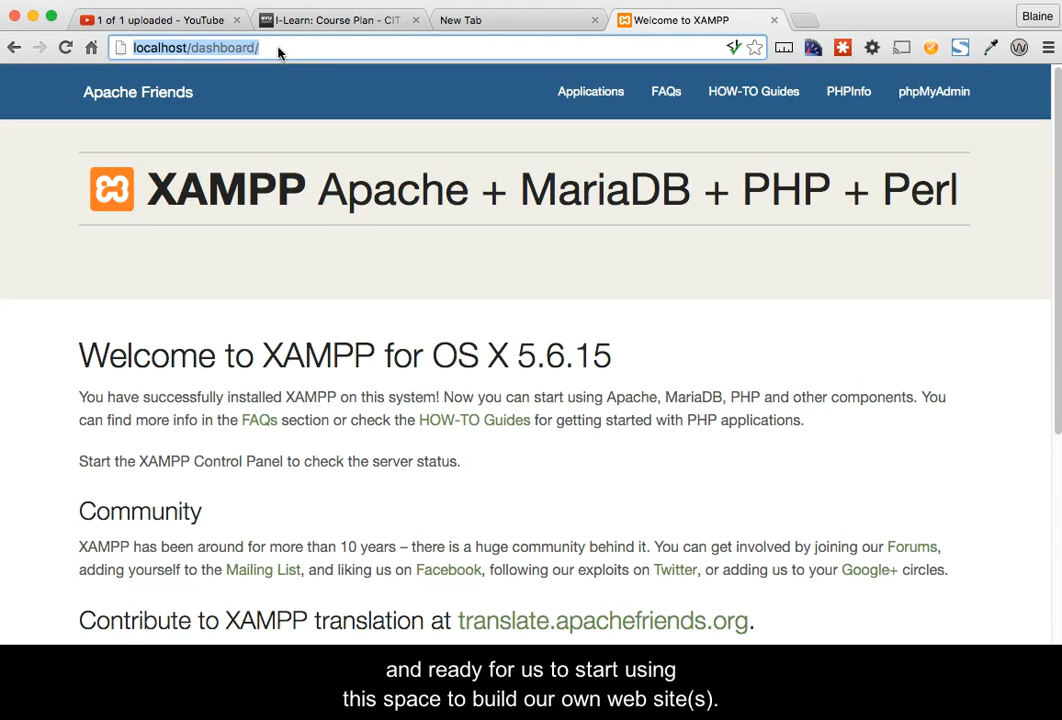 1 of 1 uploaded - YouTube
I-Learn: Course Plan - CIT
New Tab
Welcome to XAMPP
Blaine
localhost/dashboard/
Apache Friends
Applications
FAQs
HOW-TO Guides
PHPInfo
phpMyAdmin
XAMPP Apache + MariaDB + PHP + Perl
Welcome to XAMPP for OS X 5.6.15
You have successfully installed XAMPP on this system! Now you can start using Apache, MariaDB, PHP and other components. You
can find more info in the FAQs section or check the HOW-TO Guides for getting started with PHP applications.
Start the XAMPP Control Panel to check the server status.
Community
XAMPP has been around for more than 10 years – there is a huge community behind it. You can get involved by joining our Forums,
adding yourself to the Mailing List, and liking us on Facebook, following our exploits on Twitter, or adding us to your Google+ circles.
Contribute to XAMPP translation at translate.apachefriends.org.
and ready for us to start using
this space to build our own web site(s).